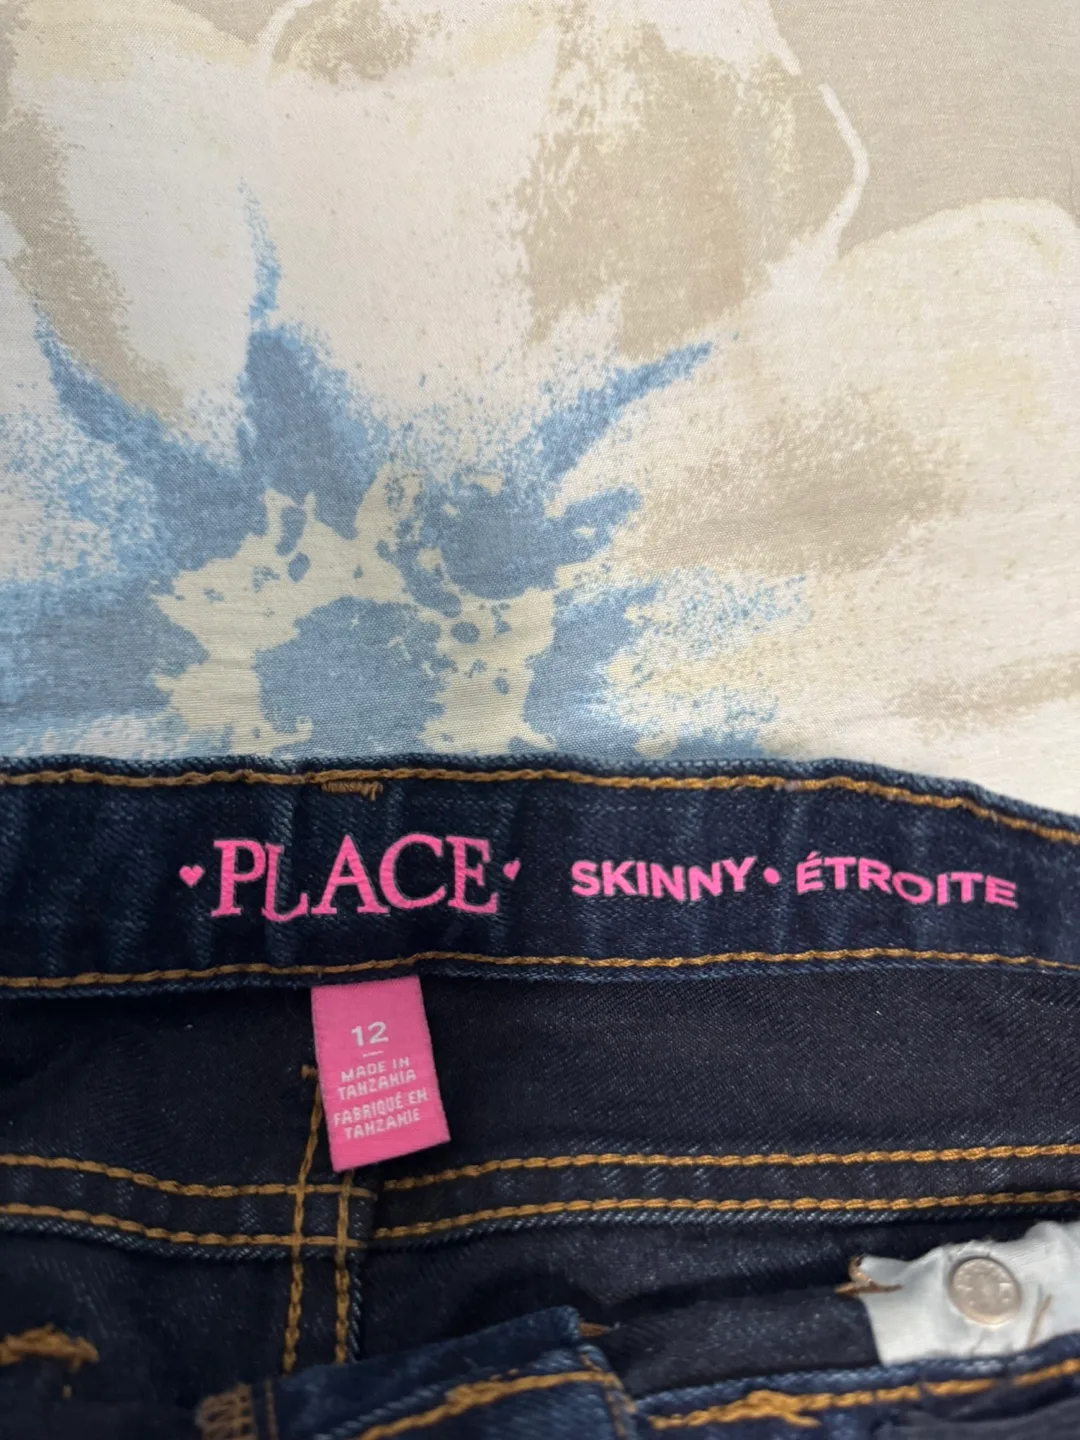 ♥PLACE♥ SKINNY • ÉTROITE
12
—
MADE IN
TANZANIA
FABRIQUÉ EN
TANZANIE